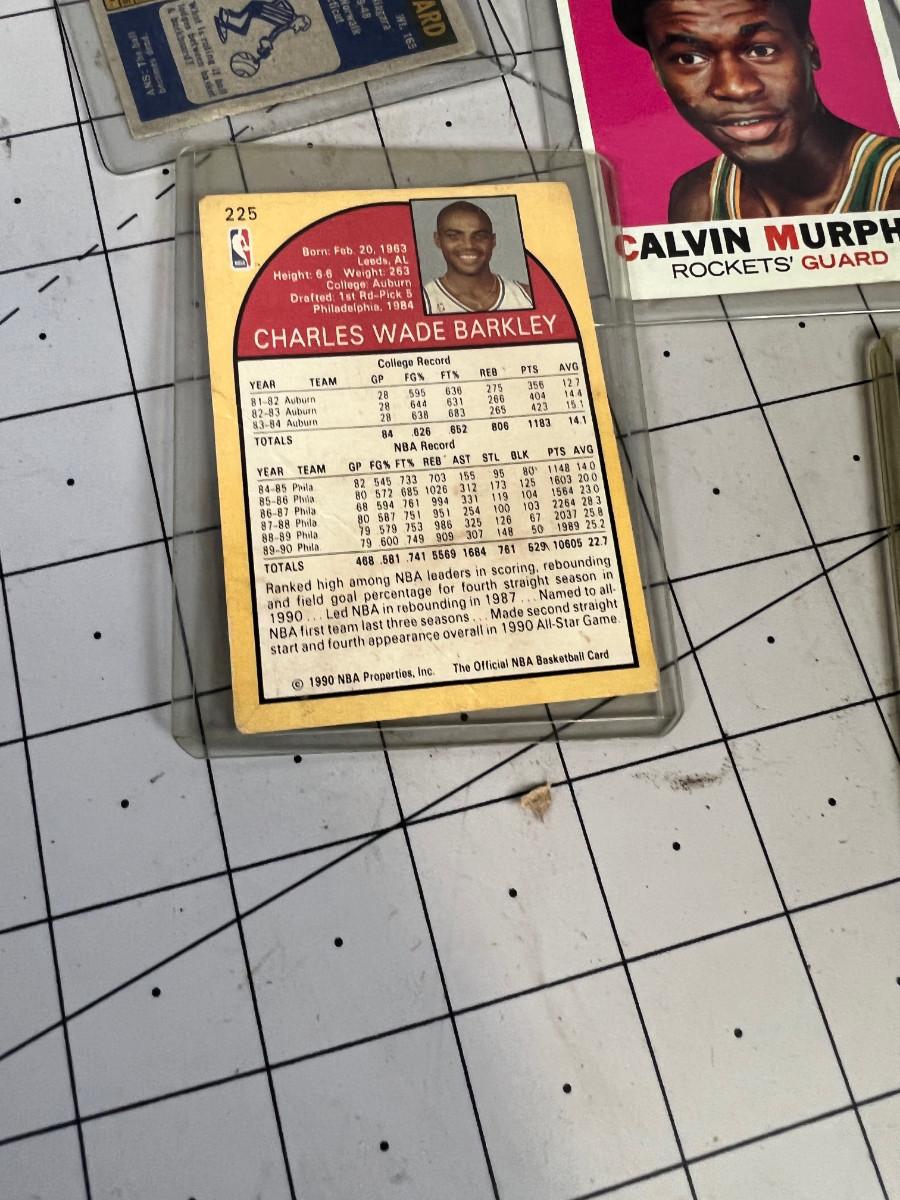 ARD
Wt. 165
CALVIN MURPH
ROCKETS' GUARD
225
NBA
Born: Feb. 20, 1963
Leeds, AL
Height: 6-6 Weight: 263
College: Auburn
Drafted: 1st Rd-Pick 5
Philadelphia, 1984
CHARLES WADE BARKLEY
College Record
YEAR TEAM GP FG% FT% REB PTS AVG
81-82 Auburn 28 .595 636 275 356 12.7
82-83 Auburn 28 644 631 266 404 14.4
83-84 Auburn 28 638 683 265 423 15.1
TOTALS 84 .626 .652 806 1183 14.1
NBA Record
YEAR TEAM GP FG% FT% REB AST STL BLK PTS AVG
84-85 Phila 82 545 733 703 155 95 80 1148 14.0
85-86 Phila 80 572 685 1026 312 173 125 1603 20.0
86-87 Phila 68 594 761 994 331 119 104 1564 23.0
87-88 Phila 80 587 751 951 254 100 103 2264 28.3
88-89 Phila 79 579 .753 986 325 126 67 2037 25.8
89-90 Phila. 79 600 749 909 307 148 50 1989 25.2
TOTALS 468 .581 .741 5569 1684 761 529 10605 22.7
Ranked high among NBA leaders in scoring, rebounding
and field goal percentage for fourth straight season in
1990 ... Led NBA in rebounding in 1987 ... Named to all-
NBA first team last three seasons ... Made second straight
start and fourth appearance overall in 1990 All-Star Game.
© 1990 NBA Properties, Inc. The Official NBA Basketball Card